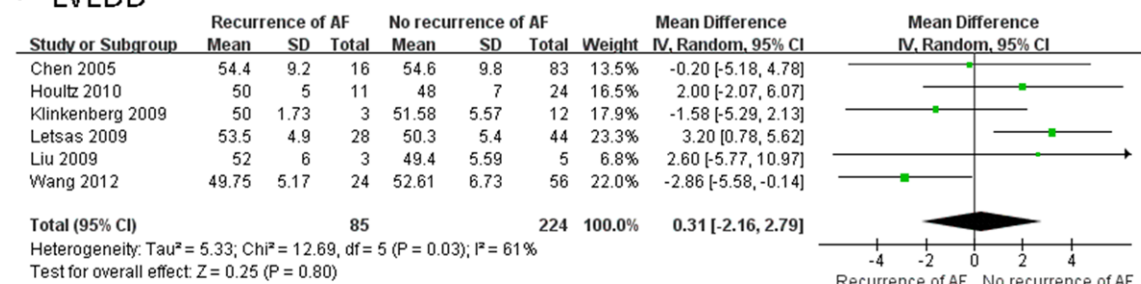 LVEDD
Recurrence of AF No recurrence of AF Mean Difference Mean Difference
Study or Subgroup Mean SD Total Mean SD Total Weight IV, Random, 95% CI IV, Random, 95% CI
Chen 2005 54.4 9.2 16 54.6 9.8 83 13.5% -0.20 [-5.18, 4.78]
Houltz 2010 50 5 11 48 7 24 16.5% 2.00 [-2.07, 6.07]
Klinkenberg 2009 50 1.73 3 51.58 5.57 12 17.9% -1.58 [-5.29, 2.13]
Letsas 2009 53.5 4.9 28 50.3 5.4 44 23.3% 3.20 [0.78, 5.62]
Liu 2009 52 6 3 49.4 5.59 5 6.8% 2.60 [-5.77, 10.97]
Wang 2012 49.75 5.17 24 52.61 6.73 56 22.0% -2.86 [-5.58, -0.14]
Total (95% CI) 85 224 100.0% 0.31 [-2.16, 2.79]
Heterogeneity: Tau² = 5.33; Chi² = 12.69, df = 5 (P = 0.03); I² = 61%
Test for overall effect: Z = 0.25 (P = 0.80)
-4 -2 0 2 4
Recurrence of AF No recurrence of AF